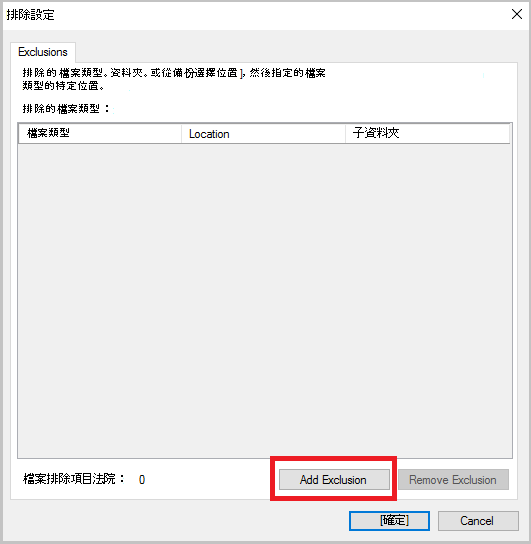 排除設定
Exclusions
排除的檔案類型。資料夾。或從備份選擇位置], 然後指定的檔案
類型的特定位置。
排除的檔案類型：
檔案類型 Location 子資料夾
檔案排除項目法院： 0 Add Exclusion Remove Exclusion
[確定] Cancel